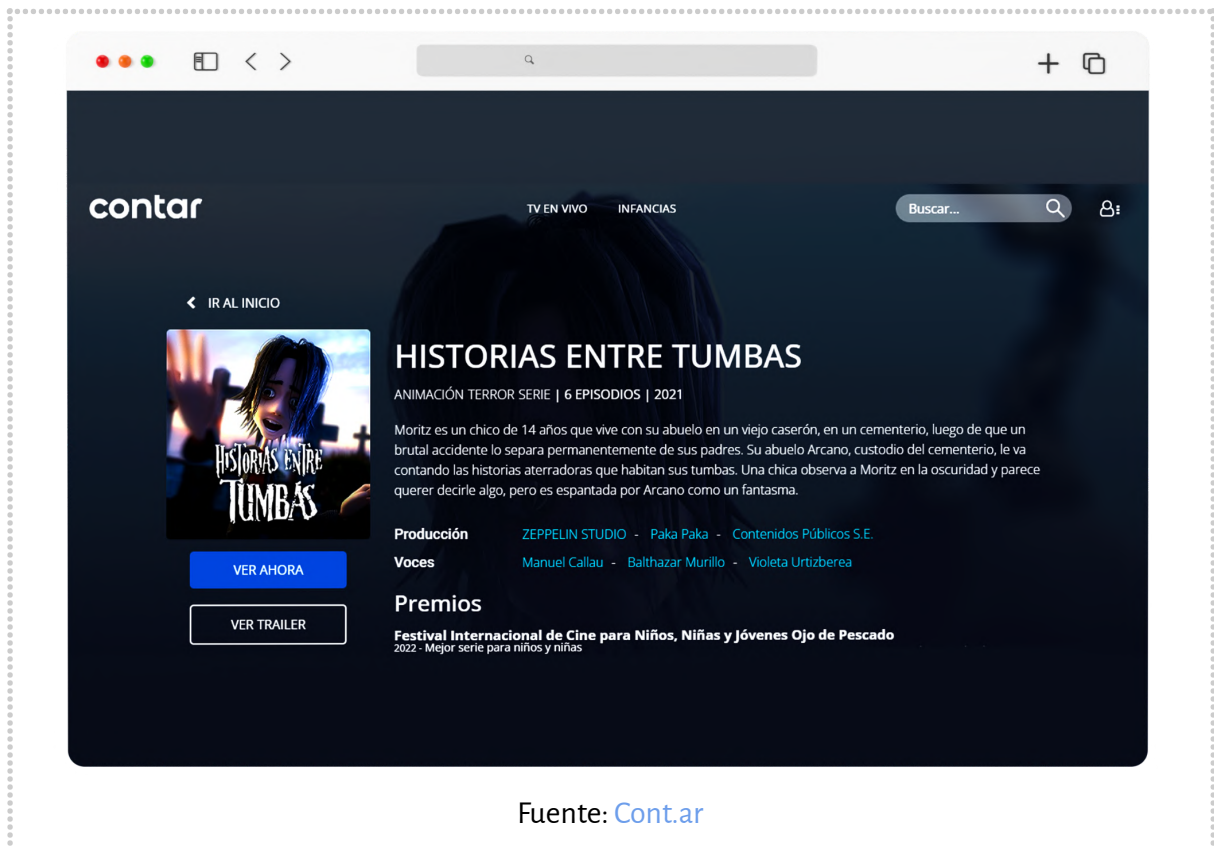 contar
TV EN VIVO
INFANCIAS
Buscar...
IR AL INICIO
HISTORIAS ENTRE
TUMBAS
VER AHORA
VER TRAILER
HISTORIAS ENTRE TUMBAS
ANIMACIÓN TERROR SERIE | 6 EPISODIOS | 2021
Moritz es un chico de 14 años que vive con su abuelo en un viejo caserón, en un cementerio, luego de que un
brutal accidente lo separa permanentemente de sus padres. Su abuelo Arcano, custodio del cementerio, le va
contando las historias aterradoras que habitan sus tumbas. Una chica observa a Moritz en la oscuridad y parece
querer decirle algo, pero es espantada por Arcano como un fantasma.
Producción ZEPPELIN STUDIO - Paka Paka - Contenidos Públicos S.E.
Voces Manuel Callau - Balthazar Murillo - Violeta Urtizberea
Premios
Festival Internacional de Cine para Niños, Niñas y Jóvenes Ojo de Pescado
2022 - Mejor serie para niños y niñas
Fuente: Cont.ar